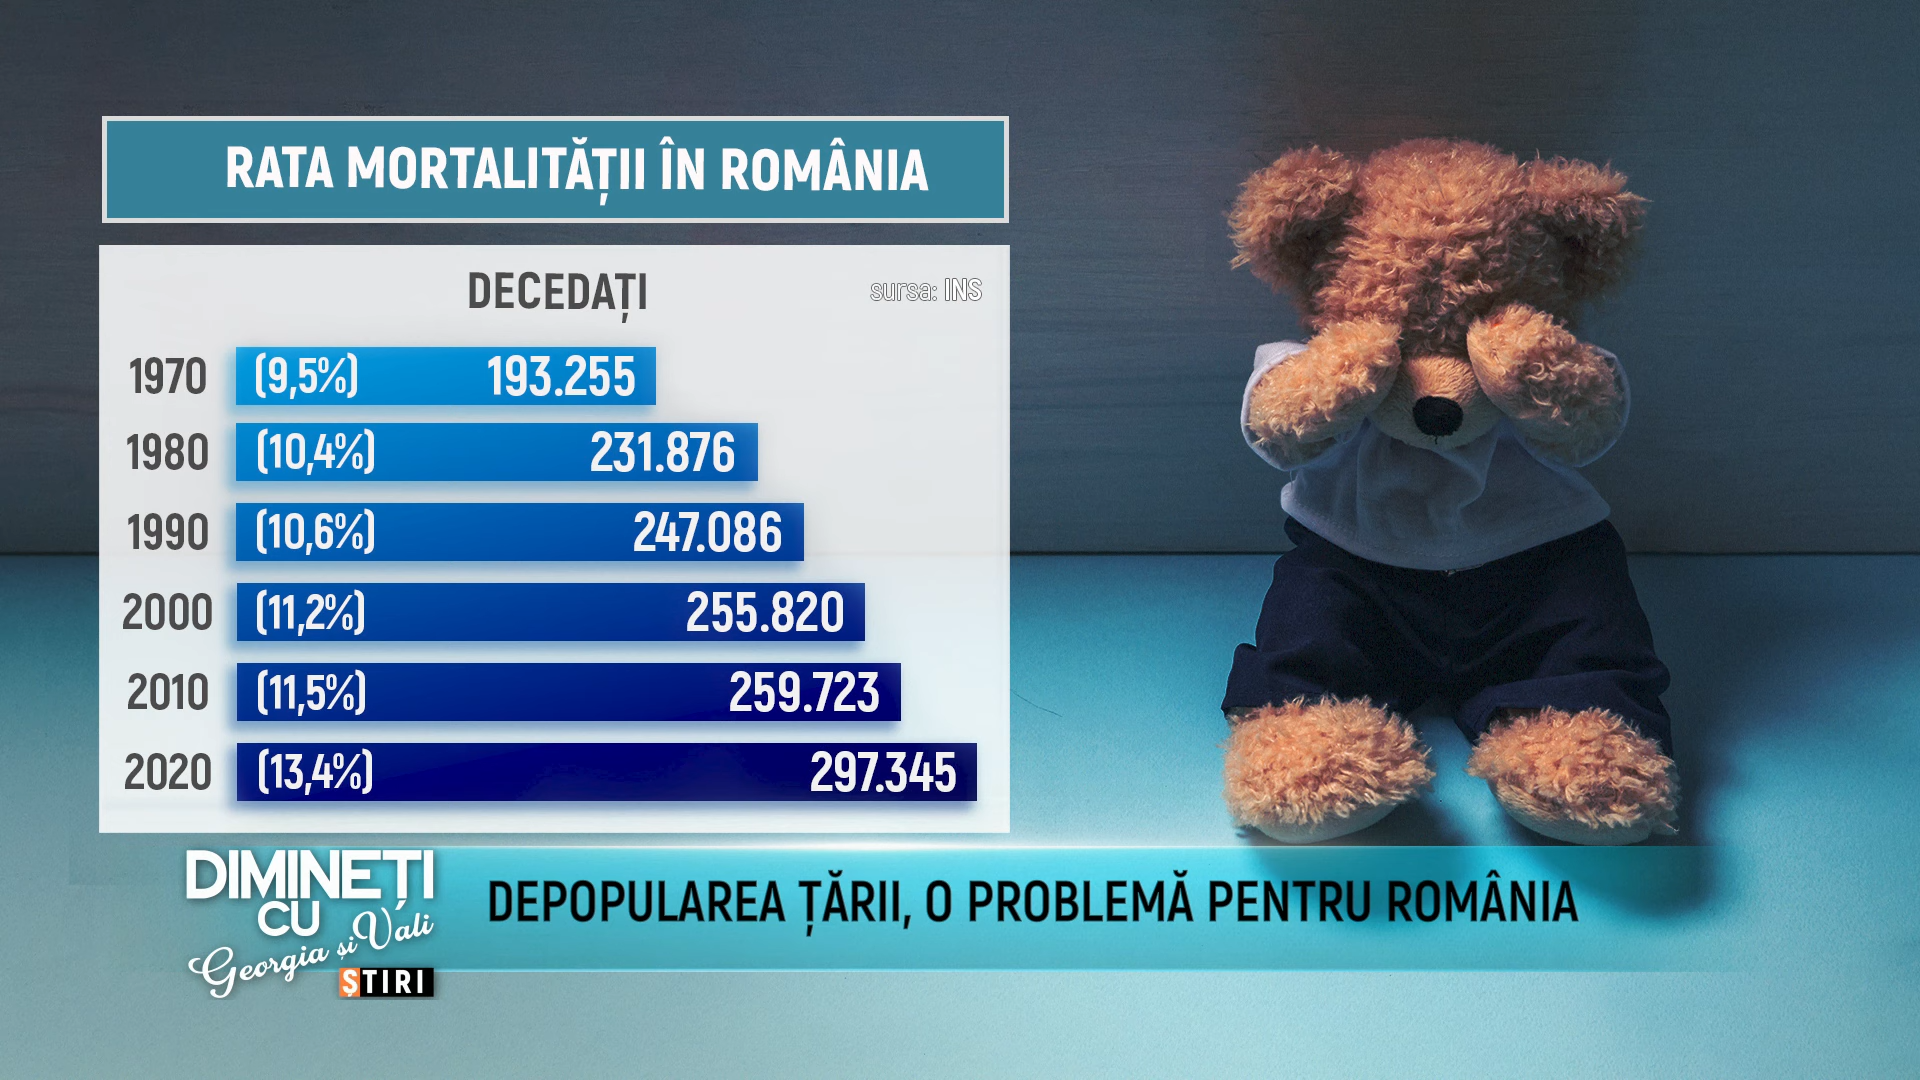 RATA MORTALITĂȚII ÎN ROMÂNIA
DECEDAȚI
sursa: INS
1970 (9,5%) 193.255
1980 (10,4%) 231.876
1990 (10,6%) 247.086
2000 (11,2%) 255.820
2010 (11,5%) 259.723
2020 (13,4%) 297.345
DIMINEȚI
CU
Georgia și Vali
ȘTIRI
DEPOPULAREA ȚĂRII, O PROBLEMĂ PENTRU ROMÂNIA